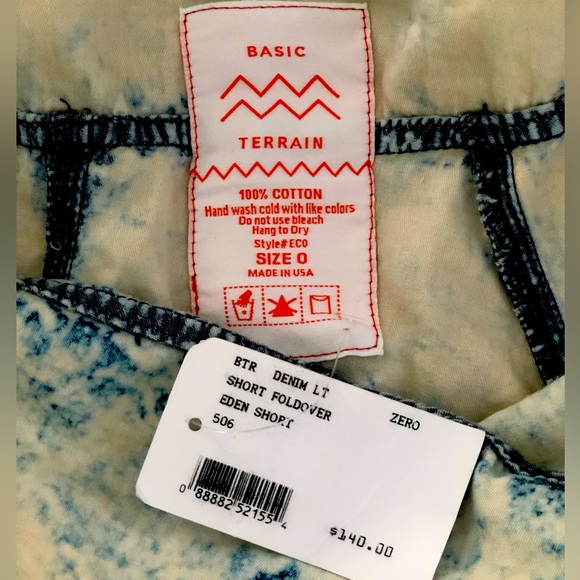 BASIC
TERRAIN
100% COTTON
Hand wash cold with like colors
Do not use bleach
Hang to Dry
Style# ECO
SIZE 0
MADE IN USA
BTR DENIM LT
SHORT FOLDOVER ZERO
EDEN SHORT
506
0 88882 52155 4
$140.00